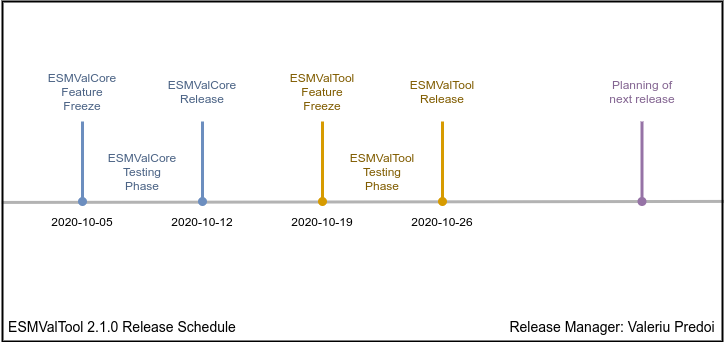 ESMValCore
Feature
Freeze
ESMValCore
Release
ESMValTool
Feature
Freeze
ESMValTool
Release
Planning of
next release
ESMValCore
Testing
Phase
ESMValTool
Testing
Phase
2020-10-05
2020-10-12
2020-10-19
2020-10-26
ESMValTool 2.1.0 Release Schedule
Release Manager: Valeriu Predoi